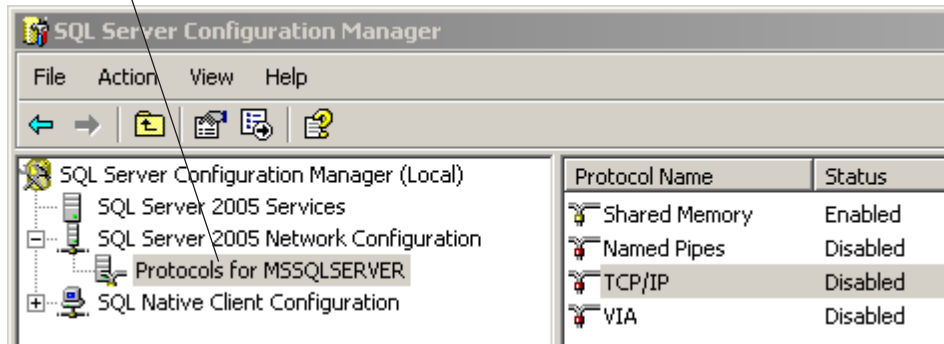 SQL Server Configuration Manager
File Action View Help
SQL Server Configuration Manager (Local)
SQL Server 2005 Services
SQL Server 2005 Network Configuration
Protocols for MSSQLSERVER
SQL Native Client Configuration
Protocol Name Status
Shared Memory Enabled
Named Pipes Disabled
TCP/IP Disabled
VIA Disabled